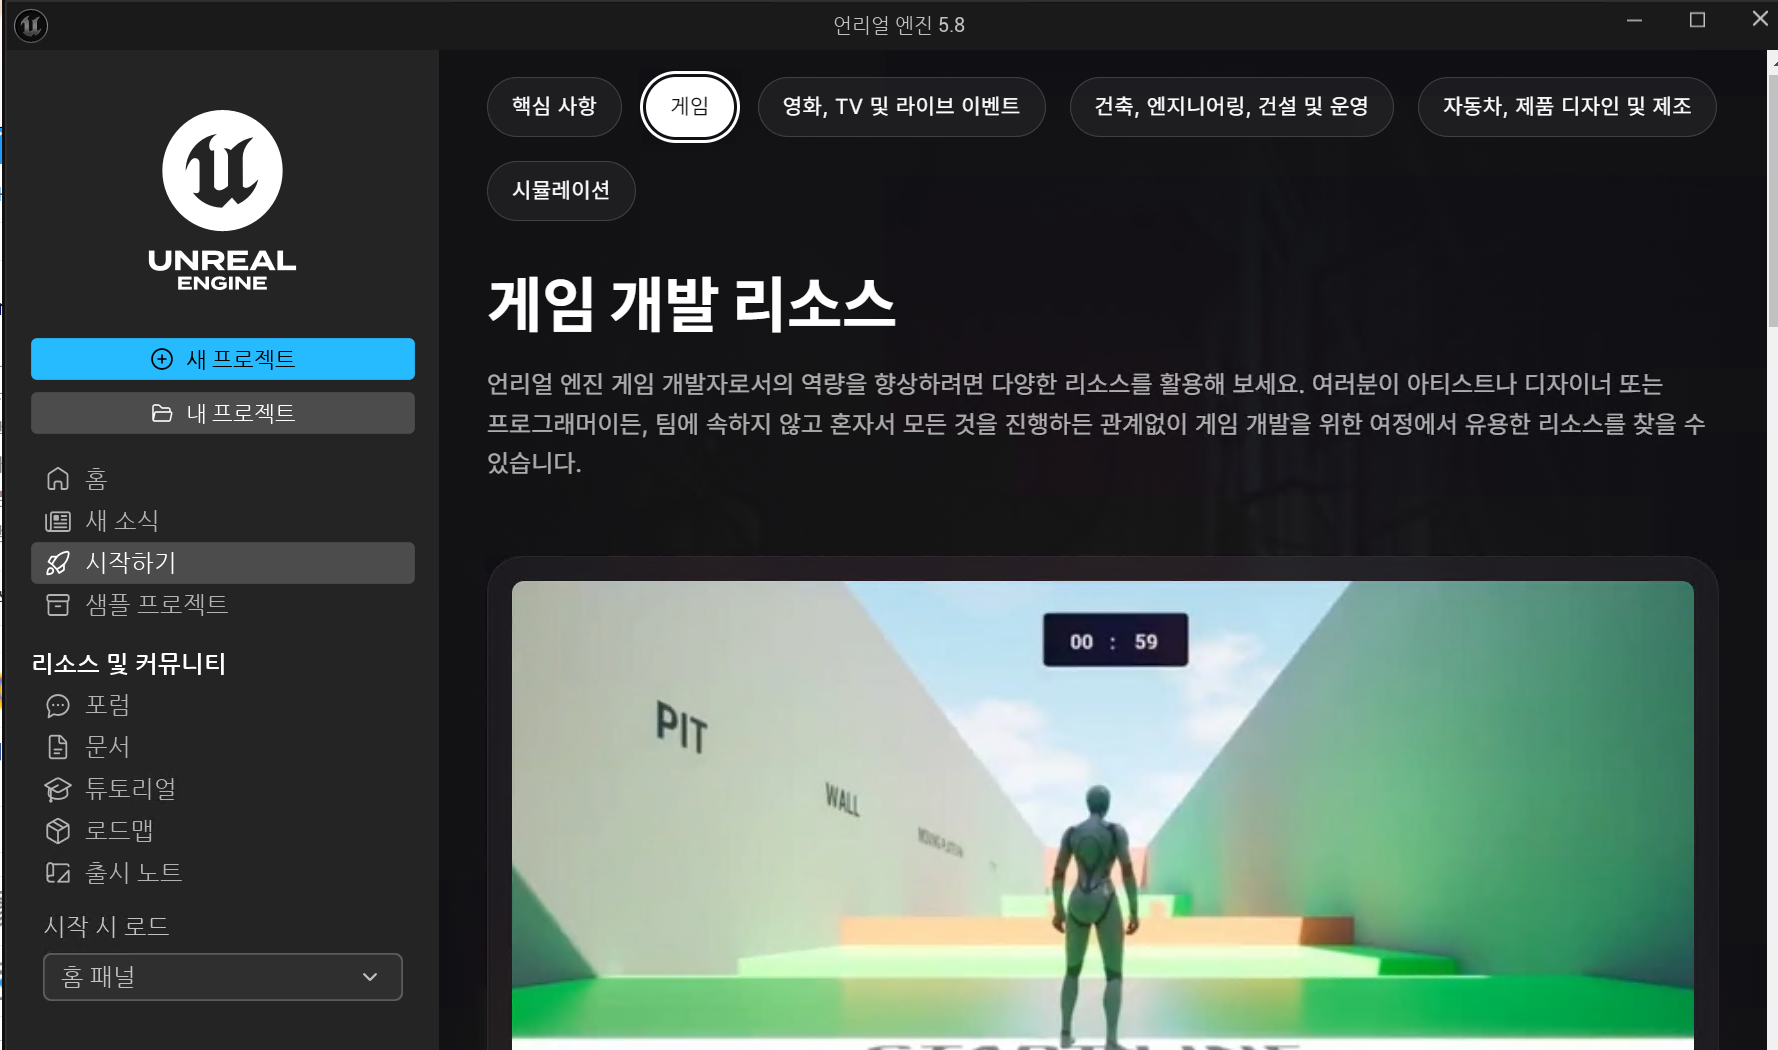 언리얼 엔진 5.8
UNREAL
ENGINE
새 프로젝트
내 프로젝트
홈
새 소식
시작하기
샘플 프로젝트
리소스 및 커뮤니티
포럼
문서
튜토리얼
로드맵
출시 노트
시작 시 로드
홈 패널
핵심 사항
게임
영화, TV 및 라이브 이벤트
건축, 엔지니어링, 건설 및 운영
자동차, 제품 디자인 및 제조
시뮬레이션
게임 개발 리소스
언리얼 엔진 게임 개발자로서의 역량을 향상하려면 다양한 리소스를 활용해 보세요. 여러분이 아티스트나 디자이너 또는
프로그래머이든, 팀에 속하지 않고 혼자서 모든 것을 진행하든 관계없이 게임 개발을 위한 여정에서 유용한 리소스를 찾을 수
있습니다.
00 : 59
PIT
WALL